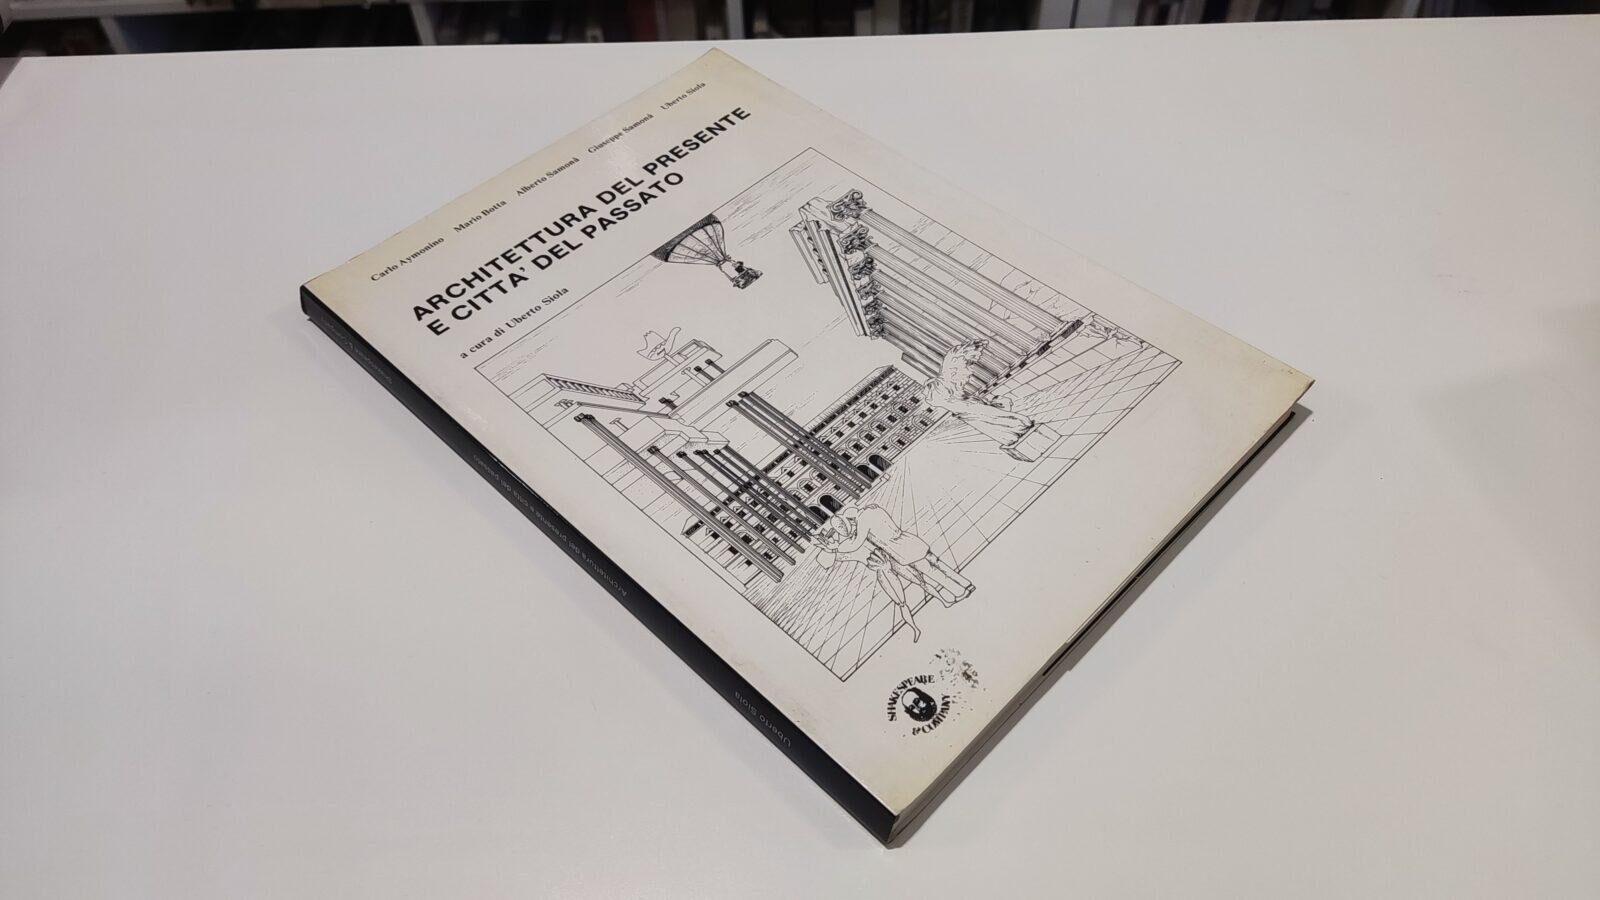 Carlo Aymonino Mario Botta Alberto Samonà Giuseppe Samonà Uberto Siola
ARCHITETTURA DEL PRESENTE
E CITTA' DEL PASSATO
a cura di Uberto Siola
SHAKESPEARE
& COMPANY
Uberto Siola
Architettura del presente e città del passato